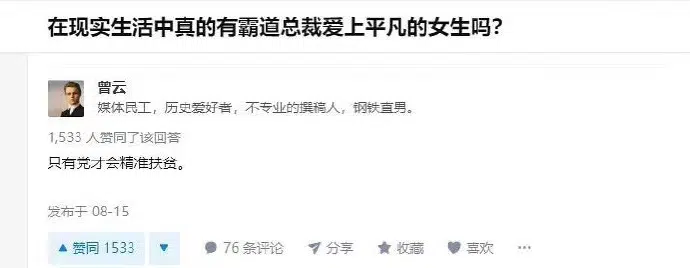 在现实生活中真的有霸道总裁爱上平凡的女生吗?
曾云
媒体民工，历史爱好者，不专业的撰稿人，钢铁直男。
1,533 人赞同了该回答
只有党才会精准扶贫。
发布于 08-15
赞同 1533 76 条评论 分享 收藏 喜欢 ···